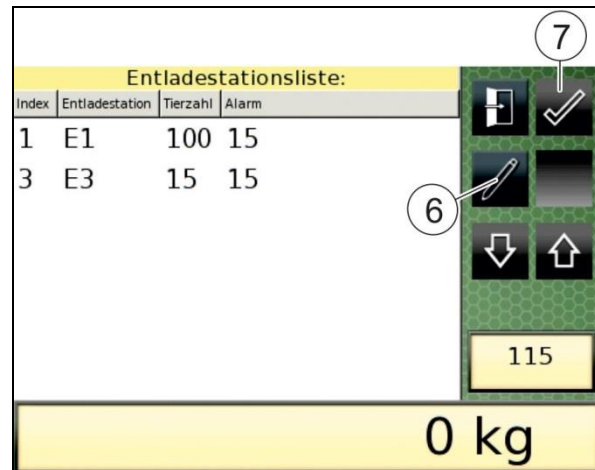 7
Entladestationsliste:
Index Entladestation Tierzahl Alarm
1 E1 100 15
3 E3 15 15
6
115
0 kg